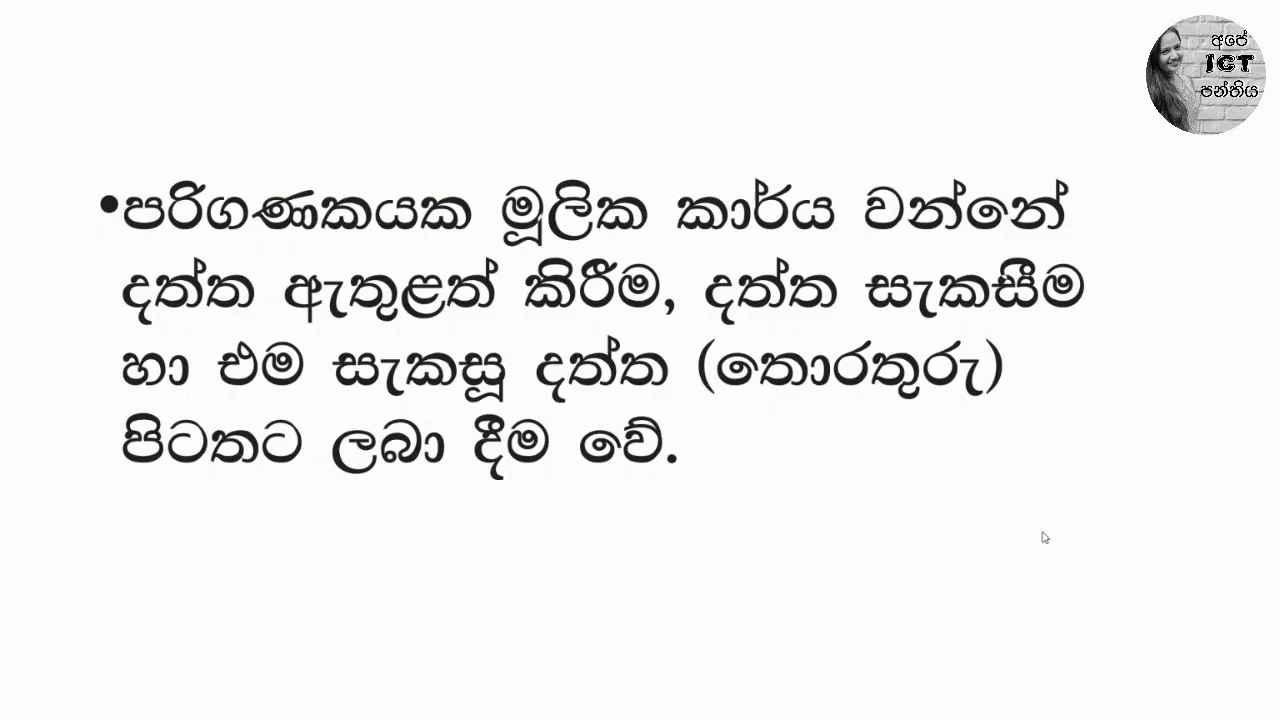 අපේ
ICT
පන්තිය
•පරිගණකයක මූලික කාර්ය වන්නේ
දත්ත ඇතුළත් කිරීම, දත්ත සැකසීම
හා එම සැකසූ දත්ත (තොරතුරු)
පිටතට ලබා දීම වේ.